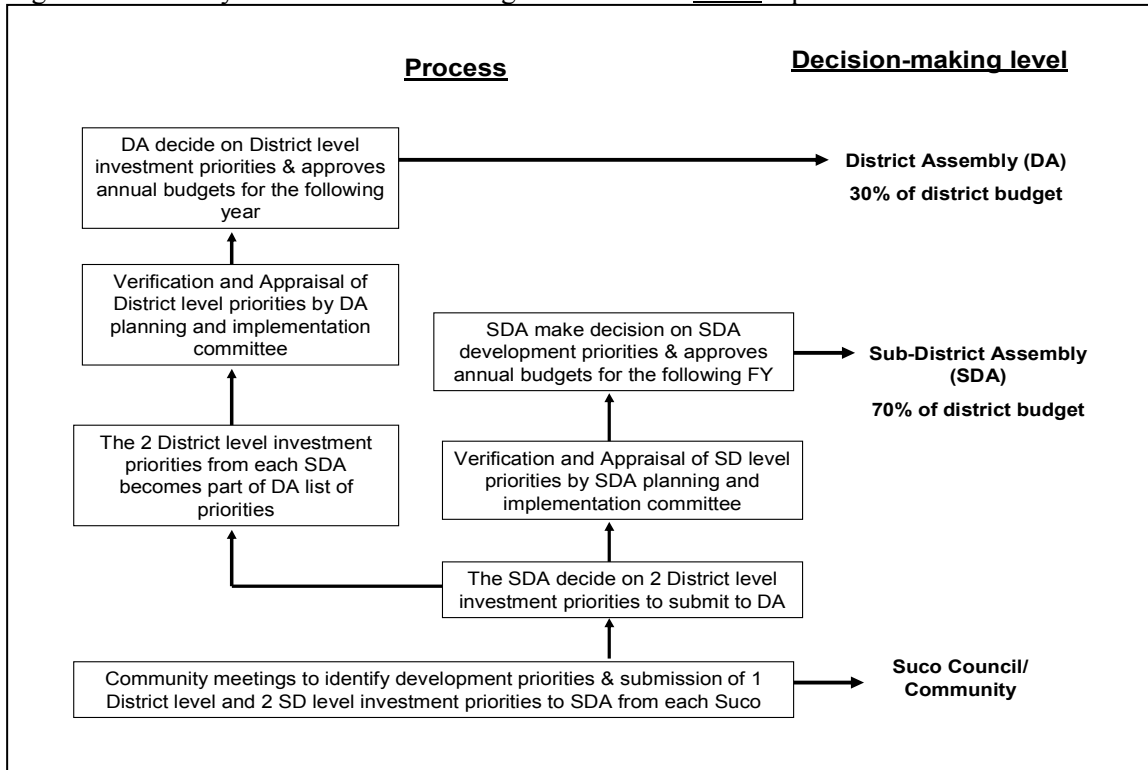 Process
Decision-making level
DA decide on District level
investment priorities & approves
annual budgets for the following
year
District Assembly (DA)
30% of district budget
Verification and Appraisal of
District level priorities by DA
planning and implementation
committee
SDA make decision on SDA
development priorities & approves
annual budgets for the following FY
Sub-District Assembly
(SDA)
70% of district budget
The 2 District level investment
priorities from each SDA
becomes part of DA list of
priorities
Verification and Appraisal of SD level
priorities by SDA planning and
implementation committee
The SDA decide on 2 District level
investment priorities to submit to DA
Community meetings to identify development priorities & submission of 1
District level and 2 SD level investment priorities to SDA from each Suco
Suco Council/
Community